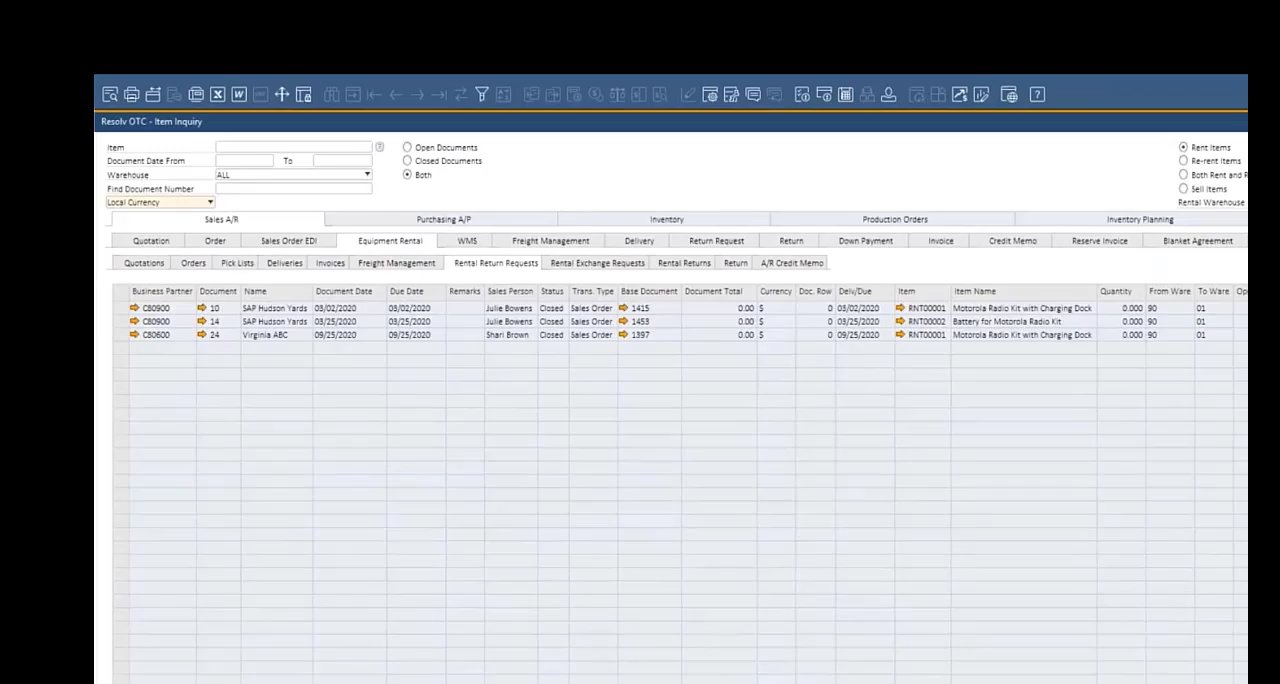 Resolv OTC - Item Inquiry
Item
Open Documents
Rent Items
Document Date From To
Closed Documents
Re-rent Items
Warehouse ALL
Both
Both Rent and R
Find Document Number
Sell Items
Local Currency
Rental Warehouse
Sales A/R Purchasing A/P Inventory Production Orders Inventory Planning
Quotation Order Sales Order EDI Equipment Rental WMS Freight Management Delivery Return Request Return Down Payment Invoice Credit Memo Reserve Invoice Blanket Agreement
Quotations Orders Pick Lists Deliveries Invoices Freight Management Rental Return Requests Rental Exchange Requests Rental Returns Return A/R Credit Memo
Business Partner Document Name Document Date Due Date Remarks Sales Person Status Trans. Type Base Document Document Total Currency Doc. Row Deliv/Due Item Item Name Quantity From Ware To Ware Op
C80900 10 SAP Hudson Yards 03/02/2020 03/02/2020 Julie Bowens Closed Sales Order 1415 0.00 $ 0 03/02/2020 RNT00001 Motorola Radio Kit with Charging Dock 0.000 90 01
C80900 14 SAP Hudson Yards 03/25/2020 03/25/2020 Julie Bowens Closed Sales Order 1453 0.00 $ 0 03/25/2020 RNT00002 Battery for Motorola Radio Kit 0.000 90 01
C80600 24 Virginia ABC 09/25/2020 09/25/2020 Shari Brown Closed Sales Order 1397 0.00 $ 0 09/25/2020 RNT00001 Motorola Radio Kit with Charging Dock 0.000 90 01